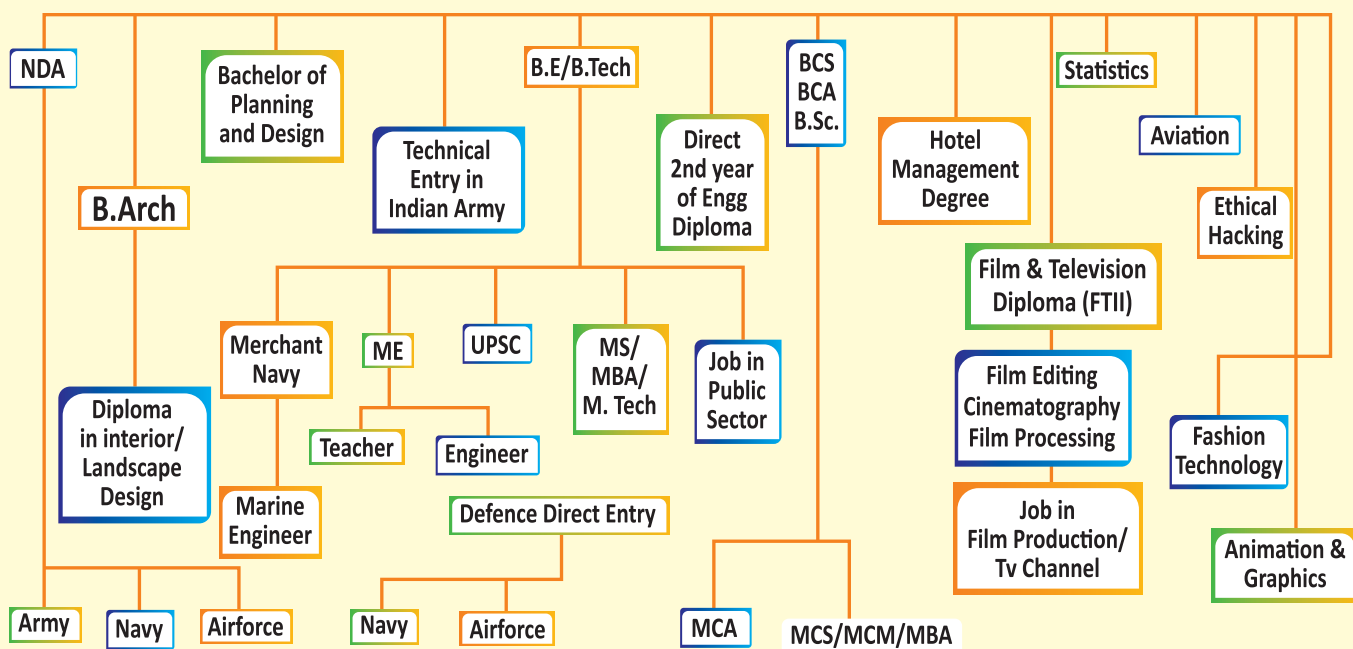 NDA
Bachelor of
Planning
and Design
B.E/B.Tech
BCS
BCA
B.Sc.
Statistics
Technical
Entry in
Indian Army
Direct
2nd year
of Engg
Diploma
Hotel
Management
Degree
Aviation
B.Arch
Ethical
Hacking
Film & Television
Diploma (FTII)
Merchant
Navy
ME
UPSC
MS/
MBA/
M. Tech
Job in
Public
Sector
Film Editing
Cinematography
Film Processing
Diploma
in interior/
Landscape
Design
Teacher
Engineer
Fashion
Technology
Marine
Engineer
Defence Direct Entry
Job in
Film Production/
Tv Channel
Animation &
Graphics
Army
Navy
Airforce
Navy
Airforce
MCA
MCS/MCM/MBA